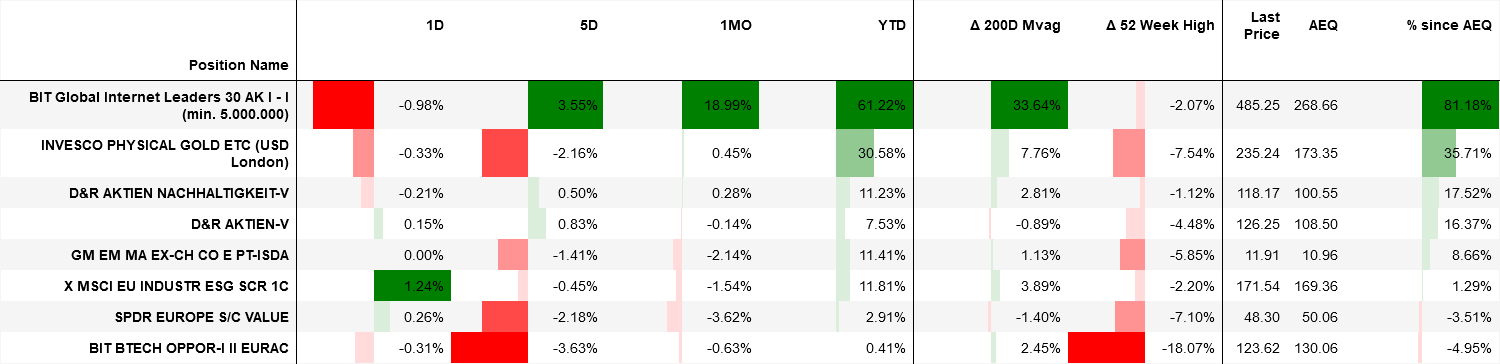 Position Name 1D 5D 1MO YTD Δ 200D Mvag Δ 52 Week High Last Price AEQ % since AEQ
BIT Global Internet Leaders 30 AK I - I (min. 5.000.000) -0.98% 3.55% 18.99% 61.22% 33.64% -2.07% 485.25 268.66 81.18%
INVESCO PHYSICAL GOLD ETC (USD London) -0.33% -2.16% 0.45% 30.58% 7.76% -7.54% 235.24 173.35 35.71%
D&R AKTIEN NACHHALTIGKEIT-V -0.21% 0.50% 0.28% 11.23% 2.81% -1.12% 118.17 100.55 17.52%
D&R AKTIEN-V 0.15% 0.83% -0.14% 7.53% -0.89% -4.48% 126.25 108.50 16.37%
GM EM MA EX-CH CO E PT-ISDA 0.00% -1.41% -2.14% 11.41% 1.13% -5.85% 11.91 10.96 8.66%
X MSCI EU INDUSTR ESG SCR 1C 1.24% -0.45% -1.54% 11.81% 3.89% -2.20% 171.54 169.36 1.29%
SPDR EUROPE S/C VALUE 0.26% -2.18% -3.62% 2.91% -1.40% -7.10% 48.30 50.06 -3.51%
BIT BTECH OPPOR-I II EURAC -0.31% -3.63% -0.63% 0.41% 2.45% -18.07% 123.62 130.06 -4.95%